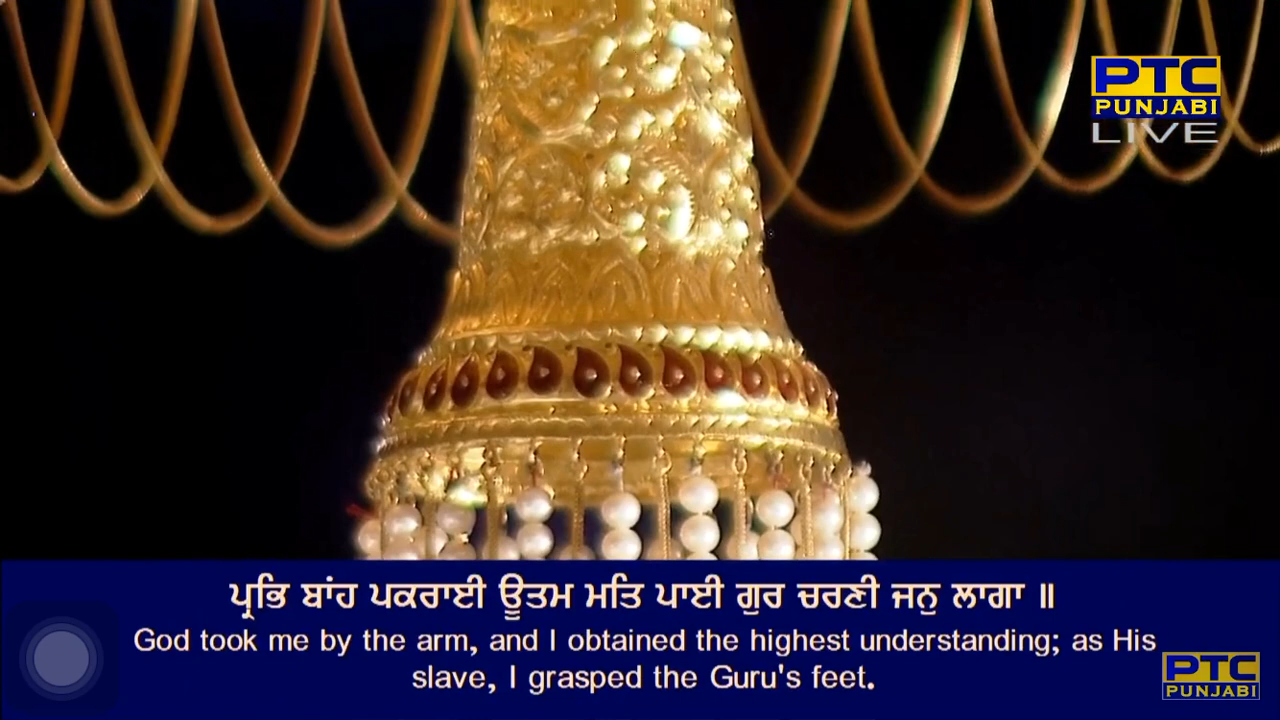 PTC
PUNJABI
LIVE
ਪ੍ਰਭਿ ਬਾਂਹ ਪਕਰਾਈ ਊਤਮ ਮਤਿ ਪਾਈ ਗੁਰ ਚਰਣੀ ਜਨੁ ਲਾਗਾ ॥
God took me by the arm, and I obtained the highest understanding; as His
slave, I grasped the Guru's feet.
PTC
PUNJABI